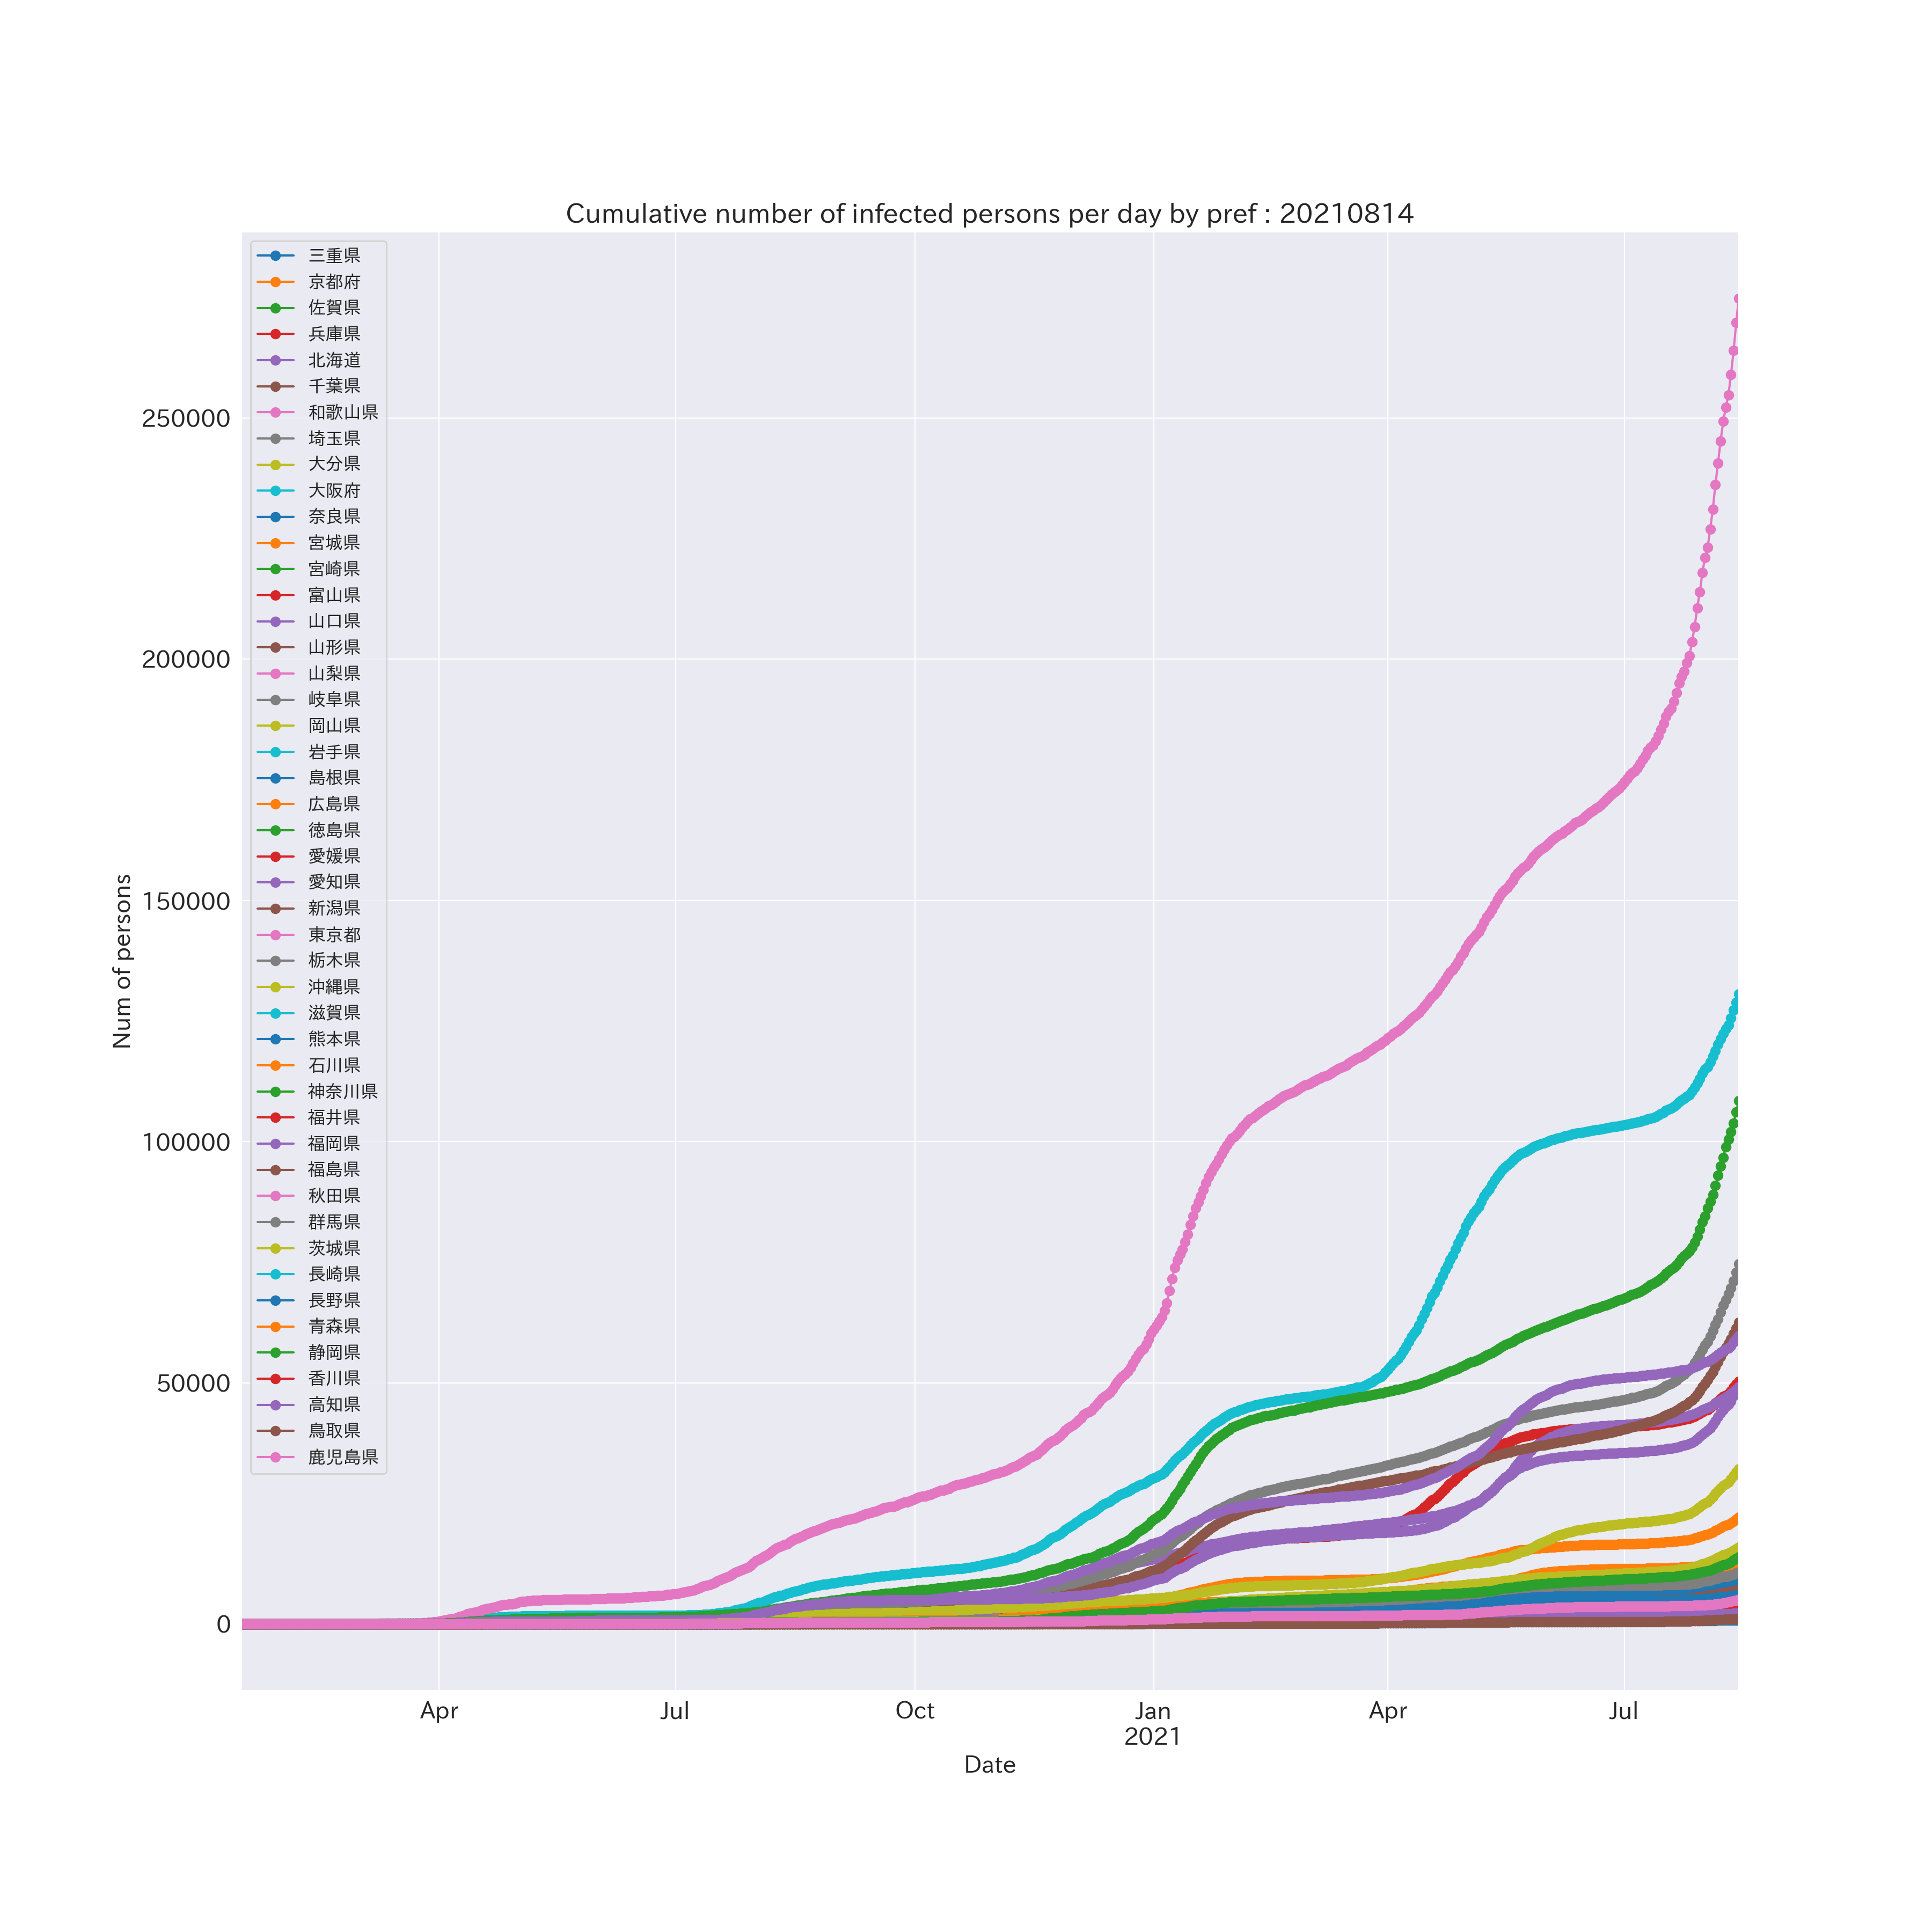 Cumulative number of infected persons per day by pref : 20210814
三重県
京都府
佐賀県
兵庫県
北海道
千葉県
和歌山県
埼玉県
大分県
大阪府
奈良県
宮城県
宮崎県
富山県
山口県
山形県
山梨県
岐阜県
岡山県
岩手県
島根県
広島県
徳島県
愛媛県
愛知県
新潟県
東京都
栃木県
沖縄県
滋賀県
熊本県
石川県
神奈川県
福井県
福岡県
福島県
秋田県
群馬県
茨城県
長崎県
長野県
青森県
静岡県
香川県
高知県
鳥取県
鹿児島県
250000
200000
150000
100000
50000
0
Num of persons
Apr
Jul
Oct
Jan
2021
Apr
Jul
Date